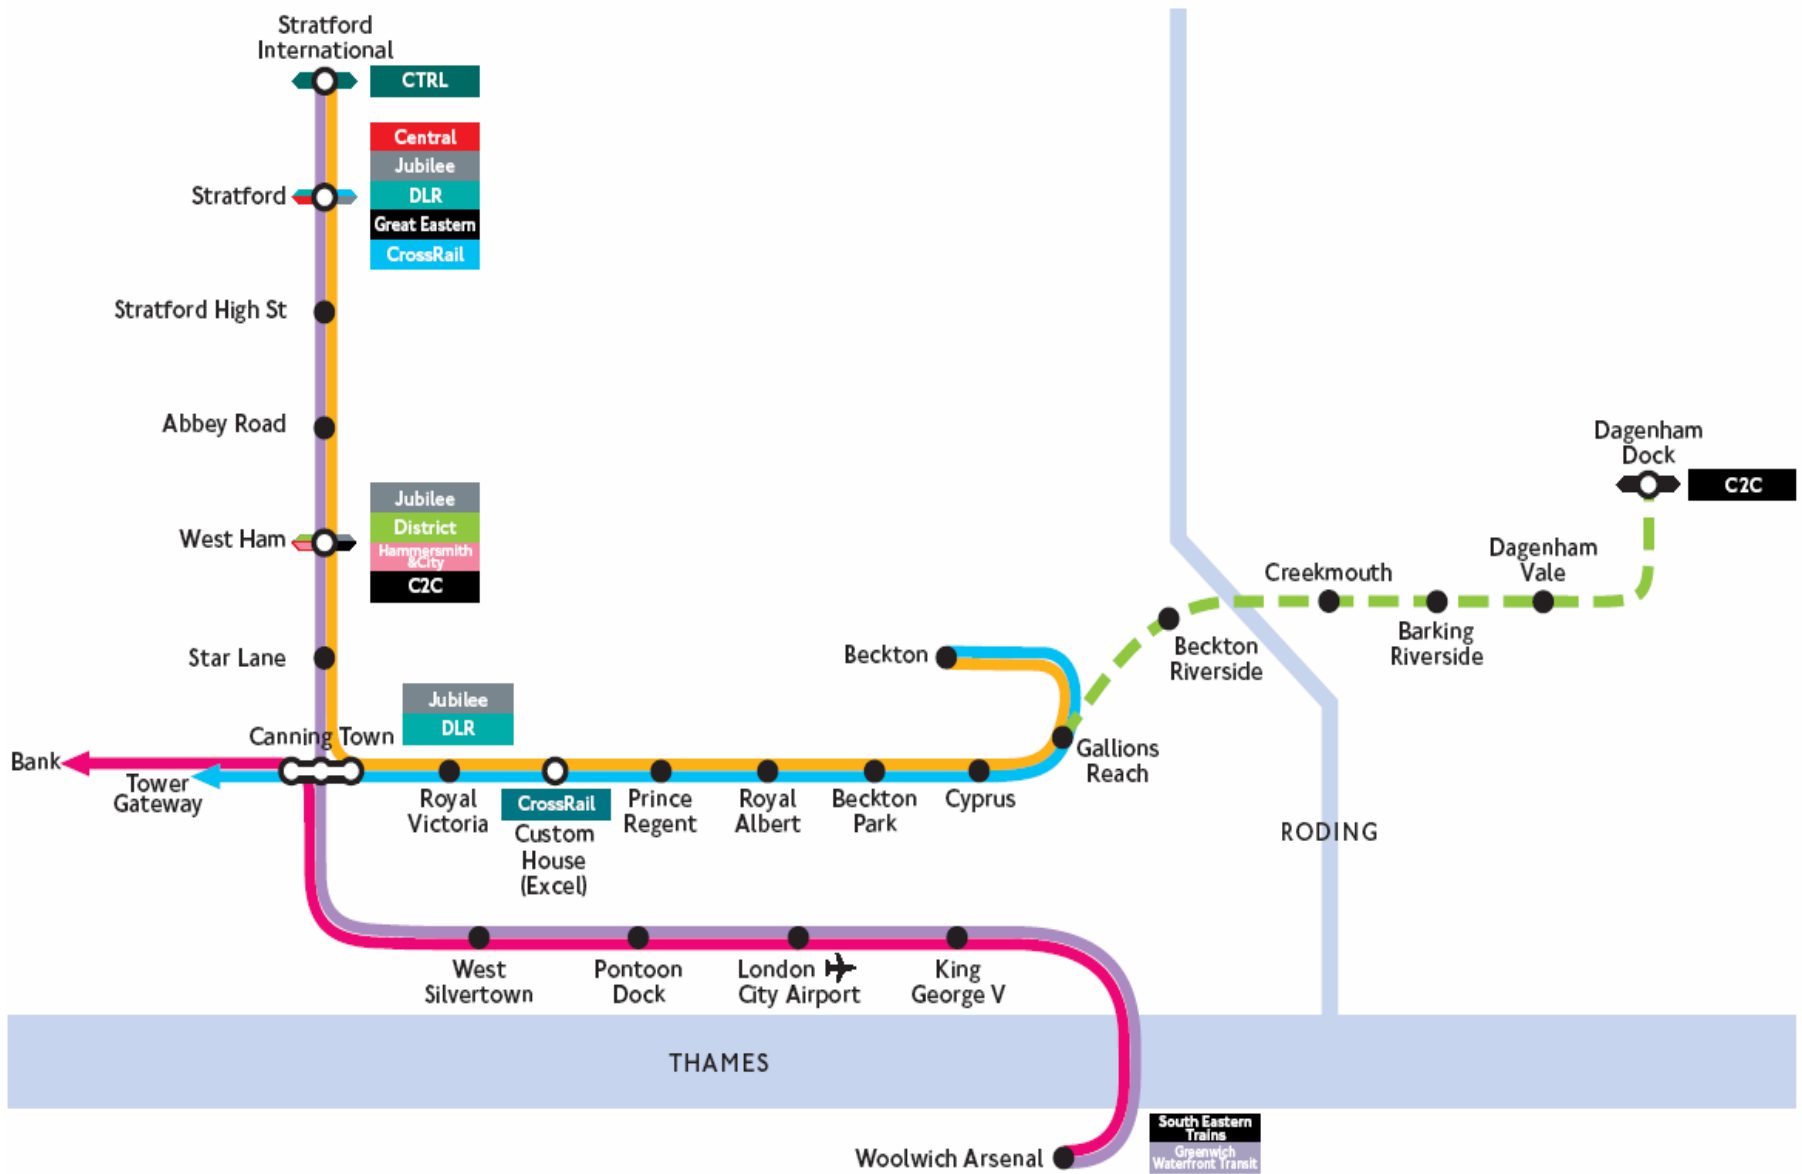 Stratford
International
CTRL
Central
Jubilee
Stratford
DLR
Great Eastern
CrossRail
Stratford High St
Abbey Road
Jubilee
District
West Ham
Hammersmith
&City
C2C
Star Lane
Jubilee
DLR
Canning Town
Bank
Tower
Gateway
Royal
Victoria
CrossRail
Custom
House
(Excel)
Prince
Regent
Royal
Albert
Beckton
Park
Cyprus
Gallions
Reach
Beckton
Beckton
Riverside
Creekmouth
Barking
Riverside
Dagenham
Vale
Dagenham
Dock
C2C
RODING
West
Silvertown
Pontoon
Dock
London
City Airport
King
George V
THAMES
Woolwich Arsenal
South Eastern
Trains
Greenwich
Waterfront Transit